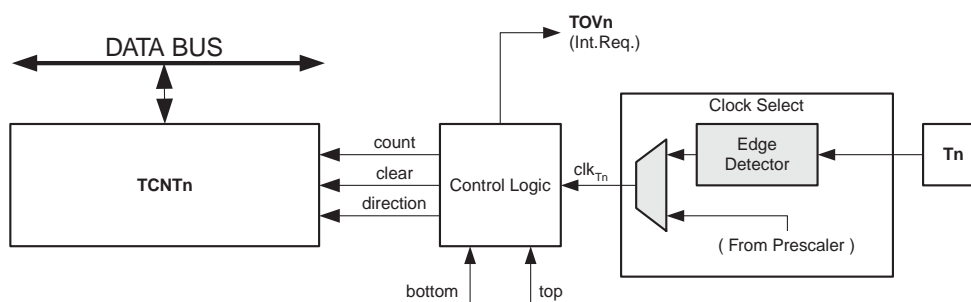 TOVn
(Int.Req.)
DATA BUS
Clock Select
TCNTn
count
clear
direction
Control Logic
clkTn
Edge
Detector
Tn
( From Prescaler )
bottom
top